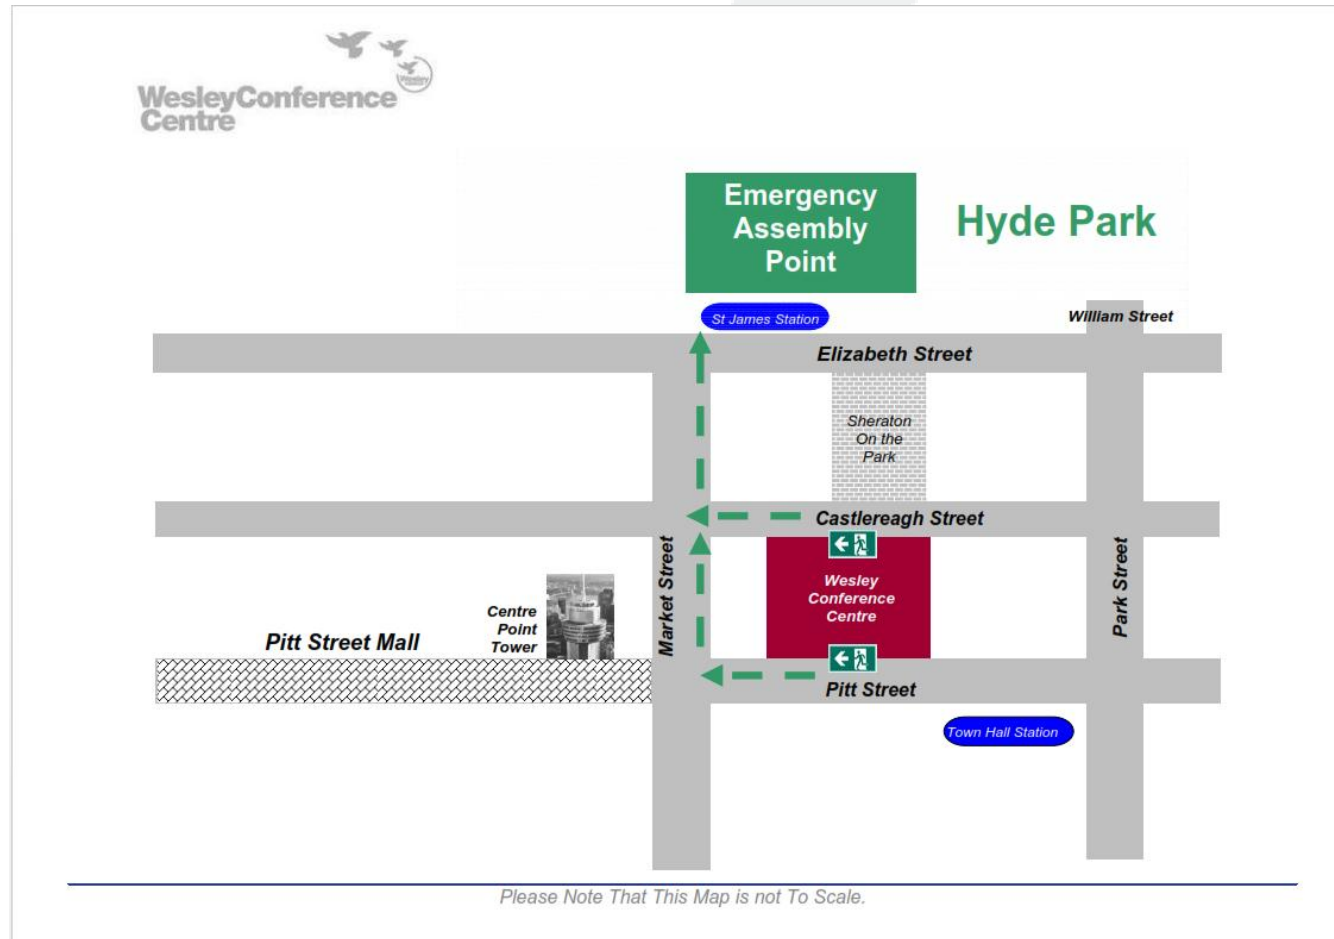 WesleyConference
Centre
Wesley
Emergency
Assembly
Point
Hyde Park
St James Station
William Street
Elizabeth Street
Sheraton
On the
Park
Castlereagh Street
Market Street
Wesley
Conference
Centre
Park Street
Centre
Point
Tower
Pitt Street Mall
Pitt Street
Town Hall Station
Please Note That This Map is not To Scale.